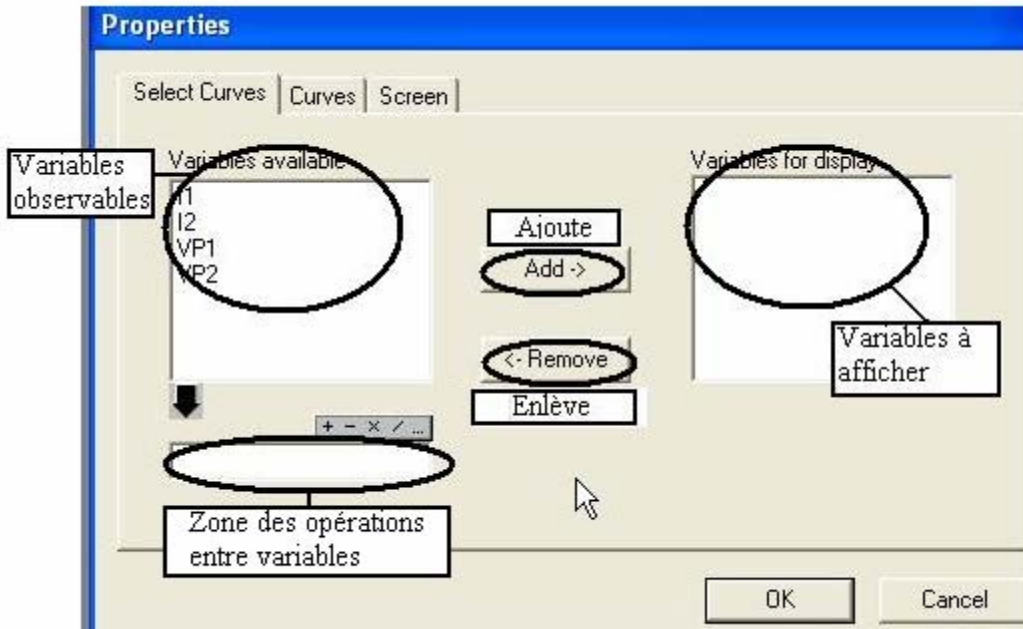 Properties
Select Curves Curves Screen
Variables observables
Variables available
Variables for display
I1
I2
VP1
VP2
Ajoute
Add ->
<- Remove
Enlève
Variables à
afficher
+ - × / ...
Zone des opérations
entre variables
OK Cancel